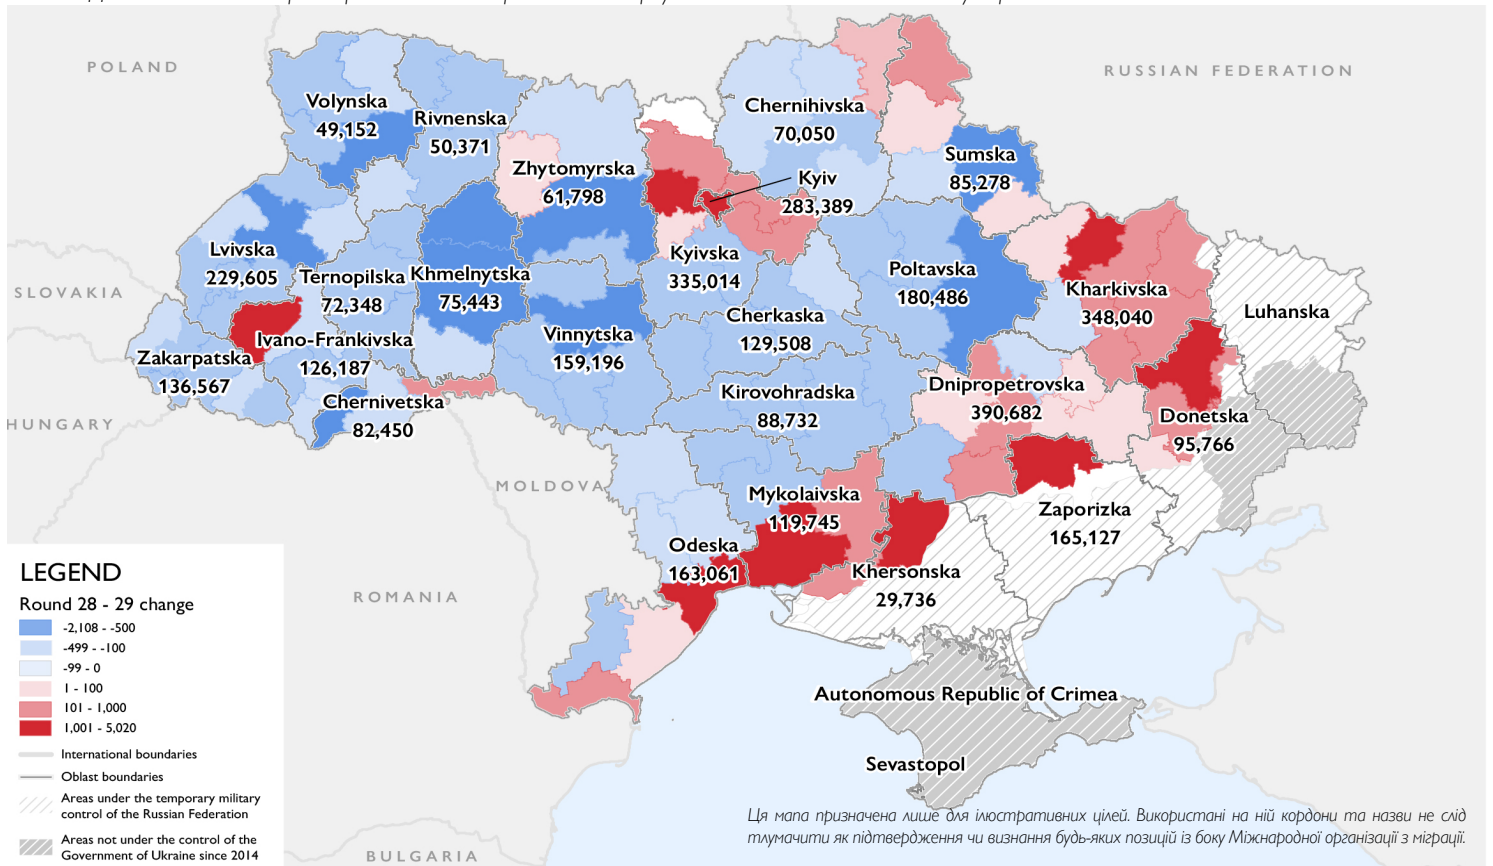 POLAND
RUSSIAN FEDERATION
Volynska
49,152
Rivnenska
50,371
Zhytomyrska
61,798
Chernihivska
70,050
Kyiv
283,389
Sumska
85,278
Lvivska
229,605
Ternopilska
72,348
Khmelnytska
75,443
Kyivska
335,014
Poltavska
180,486
Kharkivska
348,040
Luhanska
SLOVAKIA
Zakarpatska
136,567
Ivano-Frankivska
126,187
Vinnytska
159,196
Cherkaska
129,508
Chernivetska
82,450
Kirovohradska
88,732
Dnipropetrovska
390,682
Donetska
95,766
HUNGARY
MOLDOVA
Mykolaivska
119,745
Zaporizka
165,127
Odeska
163,061
Khersonska
29,736
ROMANIA
Autonomous Republic of Crimea
Sevastopol
BULGARIA
LEGEND
Round 28 - 29 change
-2,108 - -500
-499 - -100
-99 - 0
1 - 100
101 - 1,000
1,001 - 5,020
International boundaries
Oblast boundaries
Areas under the temporary military
control of the Russian Federation
Areas not under the control of the
Government of Ukraine since 2014
Ця мапа призначена лише для ілюстративних цілей. Використані на ній кордони та назви не слід
тлумачити як підтвердження чи визнання будь-яких позицій із боку Міжнародної організації з міграції.